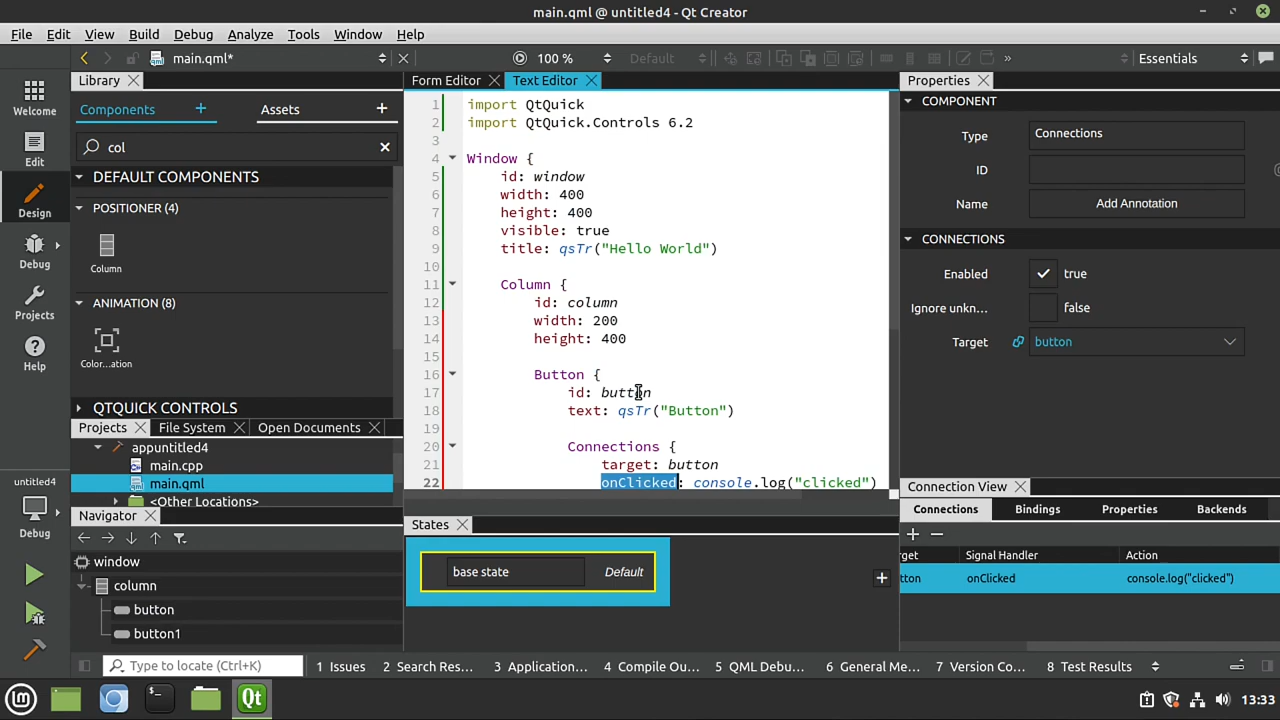 main.qml @ untitled4 - Qt Creator
File Edit View Build Debug Analyze Tools Window Help
main.qml* 100 % Default » Essentials
Library Form Editor Text Editor Properties
Welcome
Edit
Design
Debug
Projects
Help
untitled4
Debug
Components + Assets +
col
DEFAULT COMPONENTS
POSITIONER (4)
Column
ANIMATION (8)
Color...ation
QTQUICK CONTROLS
Projects File System Open Documents
appuntitled4
main.cpp
main.qml
<Other Locations>
Navigator
window
column
button
button1
1 import QtQuick
2 import QtQuick.Controls 6.2
3
4 Window {
5 id: window
6 width: 400
7 height: 400
8 visible: true
9 title: qsTr("Hello World")
10
11 Column {
12 id: column
13 width: 200
14 height: 400
15
16 Button {
17 id: button
18 text: qsTr("Button")
19
20 Connections {
21 target: button
22 onClicked: console.log("clicked")
States
base state Default
COMPONENT
Type Connections
ID
Name Add Annotation
CONNECTIONS
Enabled true
Ignore unkn... false
Target button
Connection View
Connections Bindings Properties Backends
rget Signal Handler Action
tton onClicked console.log("clicked")
Type to locate (Ctrl+K) 1 Issues 2 Search Res... 3 Application... 4 Compile Ou... 5 QML Debu... 6 General Me... 7 Version Co... 8 Test Results
Qt 13:33